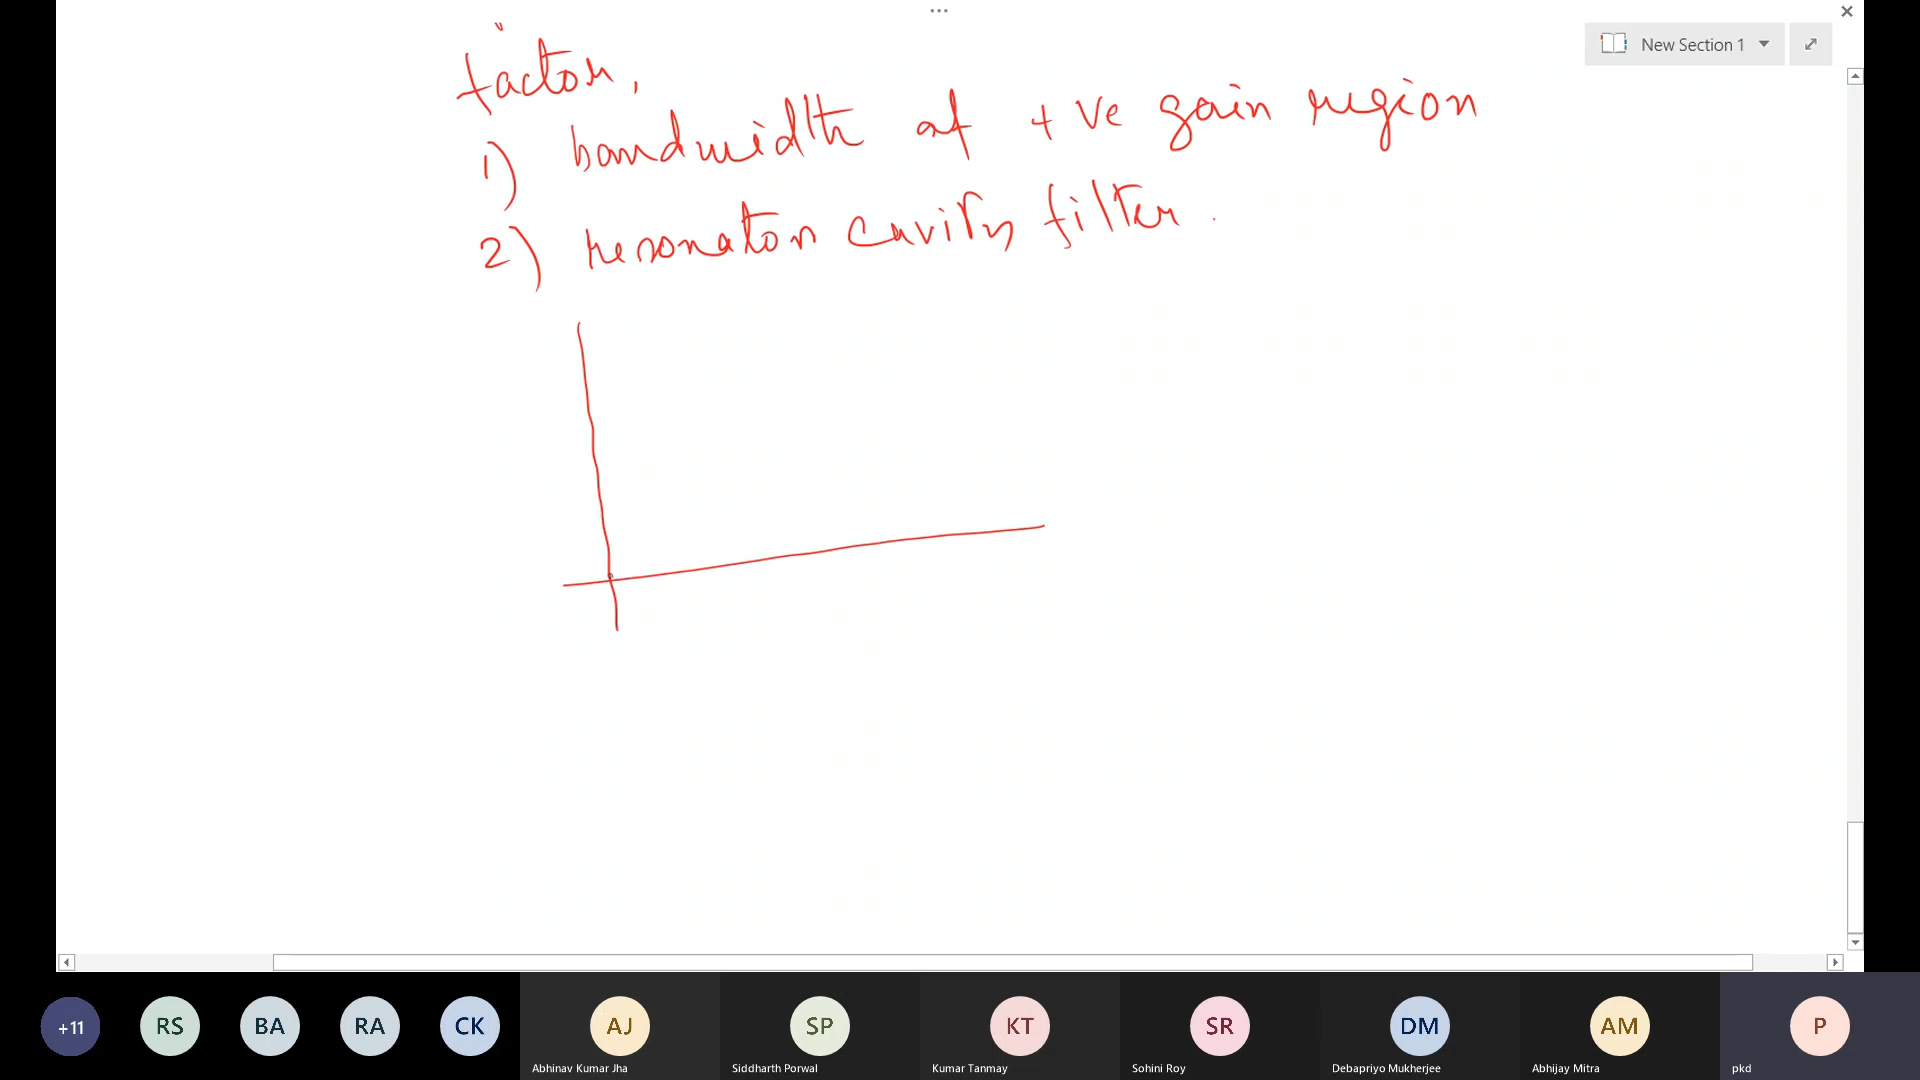 New Section 1
factor,
1) bandwidth of +ve gain region
2) resonator cavity filter.
+11
RS
BA
RA
CK
AJ
SP
KT
SR
DM
AM
P
Abhinav Kumar Jha
Siddharth Porwal
Kumar Tanmay
Sohini Roy
Debapriyo Mukherjee
Abhijay Mitra
pkd